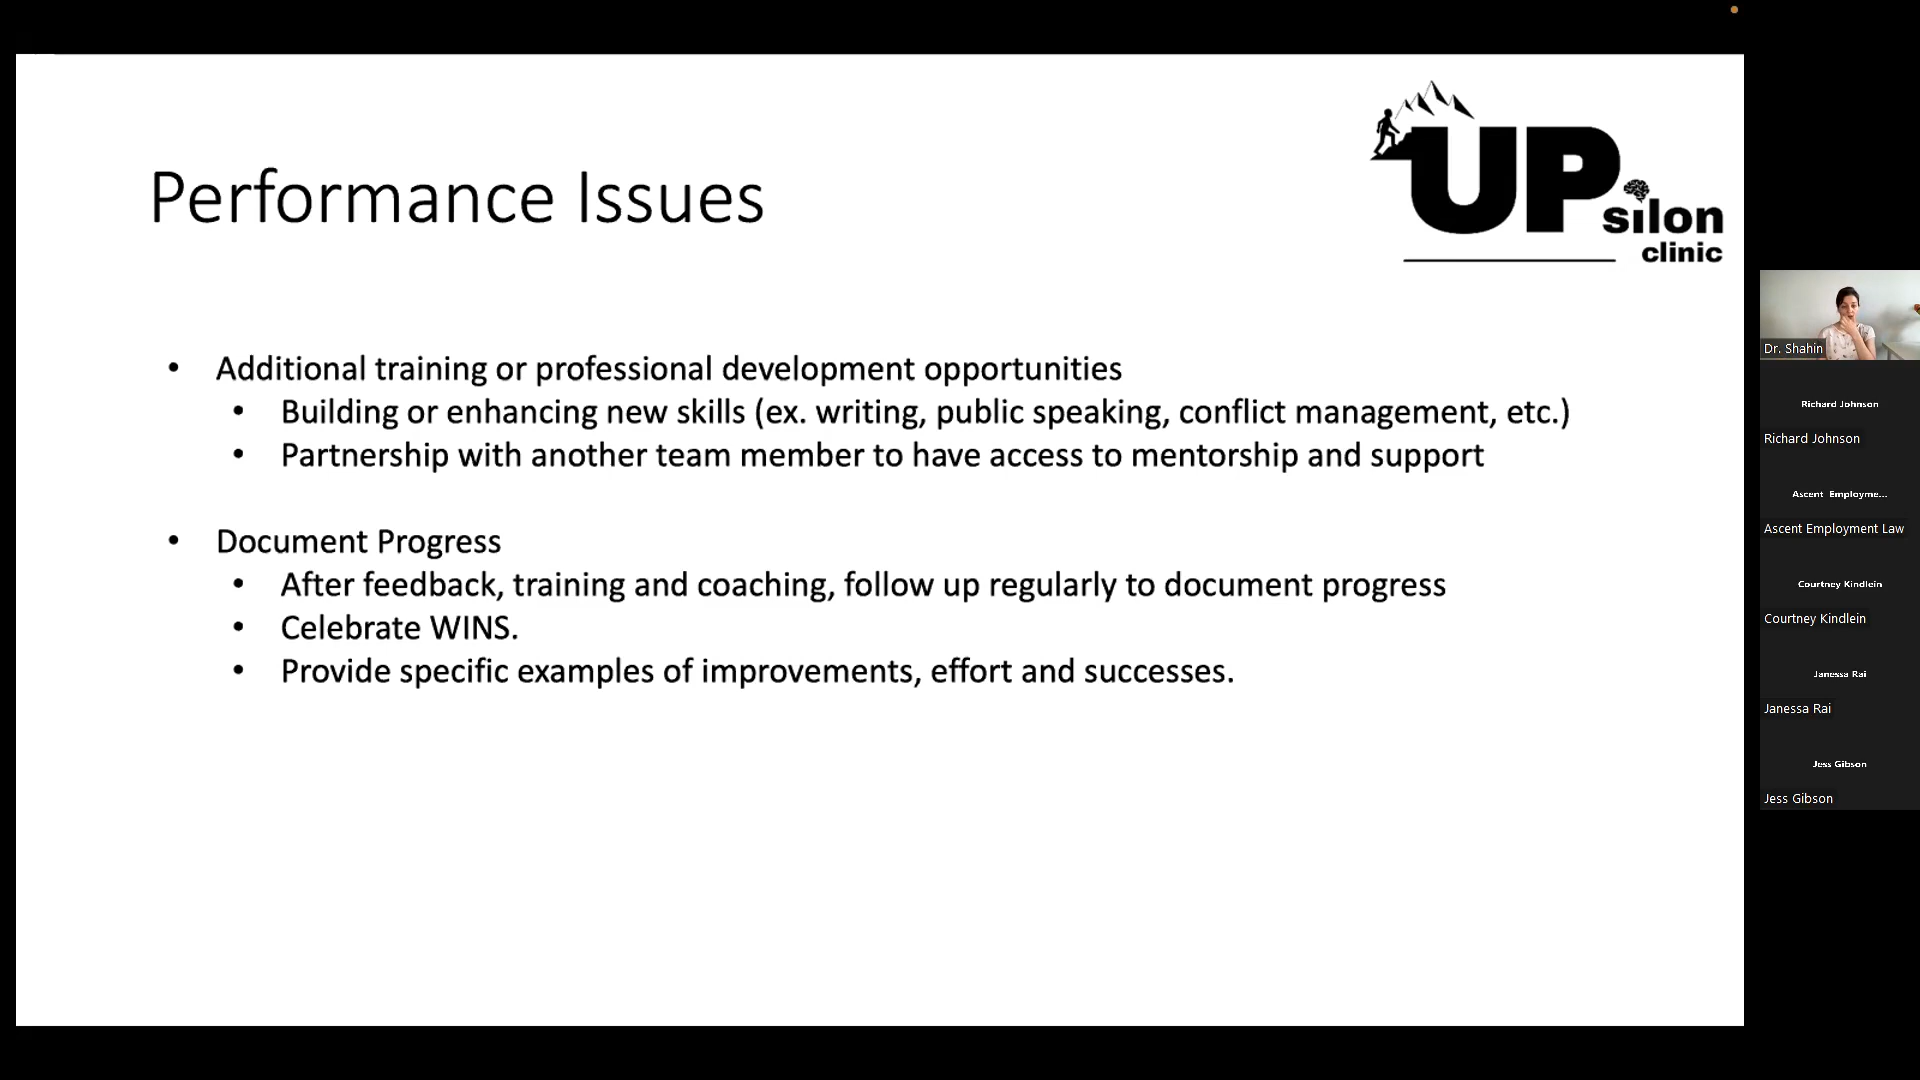 Performance Issues
UPsilon
clinic
• Additional training or professional development opportunities
• Building or enhancing new skills (ex. writing, public speaking, conflict management, etc.)
• Partnership with another team member to have access to mentorship and support
• Document Progress
• After feedback, training and coaching, follow up regularly to document progress
• Celebrate WINS.
• Provide specific examples of improvements, effort and successes.
Dr. Shahin
Richard Johnson
Richard Johnson
Ascent Employme...
Ascent Employment Law
Courtney Kindlein
Courtney Kindlein
Janessa Rai
Janessa Rai
Jess Gibson
Jess Gibson